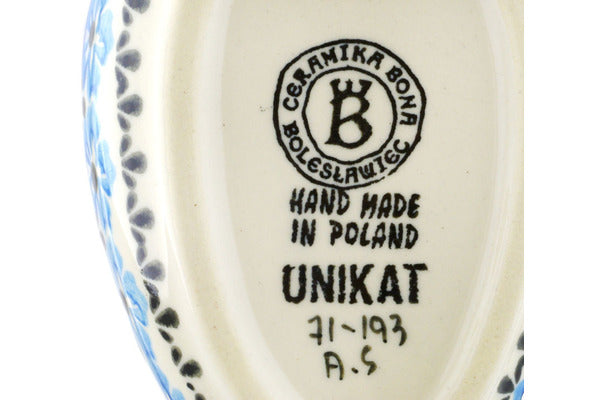 CERAMIKA BONA
B
BOLESŁAWIEC
HAND MADE
IN POLAND
UNIKAT
71-193
A.S